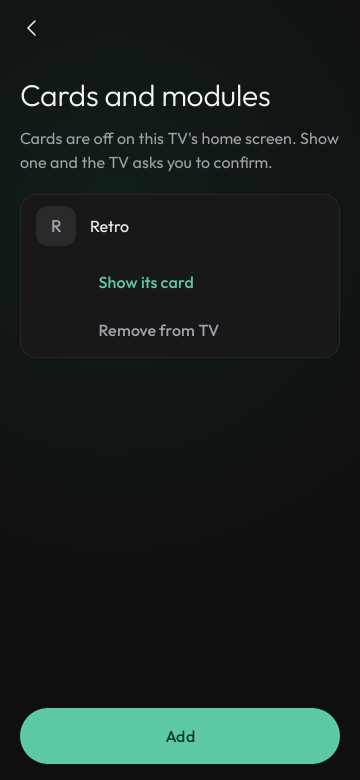 Cards and modules
Cards are off on this TV's home screen. Show
one and the TV asks you to confirm.
R
Retro
Show its card
Remove from TV
Add